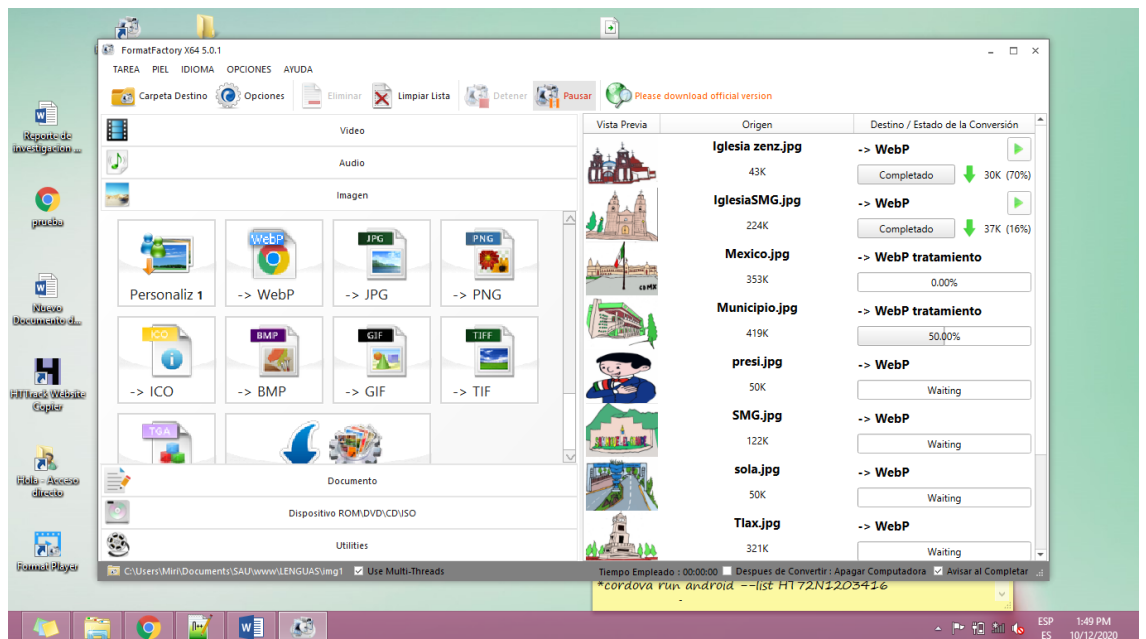 FormatFactory X64 5.0.1
TAREA PIEL IDIOMA OPCIONES AYUDA
Carpeta Destino Opciones Eliminar Limpiar Lista Detener Pausar Please download official version
Video
Audio
Imagen
WebP JPG PNG
Personaliz 1 -> WebP -> JPG -> PNG
ICO BMP GIF TIFF
-> ICO -> BMP -> GIF -> TIF
TGA
Documento
Dispositivo ROM\DVD\CD\ISO
Utilities
Vista Previa Origen Destino / Estado de la Conversión
Iglesia zenz.jpg -> WebP
43K Completado 30K (70%)
IglesiaSMG.jpg -> WebP
224K Completado 37K (16%)
Mexico.jpg -> WebP tratamiento
353K 0.00%
CDMX
Municipio.jpg -> WebP tratamiento
419K 50.00%
presi.jpg -> WebP
50K Waiting
SMG.jpg -> WebP
122K Waiting
sola.jpg -> WebP
50K Waiting
Tlax.jpg -> WebP
321K Waiting
C:\Users\Miri\Documents\SAU\www\LENGUAS\img1 Use Multi-Threads
Tiempo Empleado : 00:00:00 Despues de Convertir : Apagar Computadora Avisar al Completar
Reporte de
investigacion ...
prueba
Nuevo
Documento d...
HTTrack Website
Copier
Hola - Acceso
directo
Format Player
*cordova run android --list HT72N1203416
-
ESP
ES
1:49 PM
10/12/2020